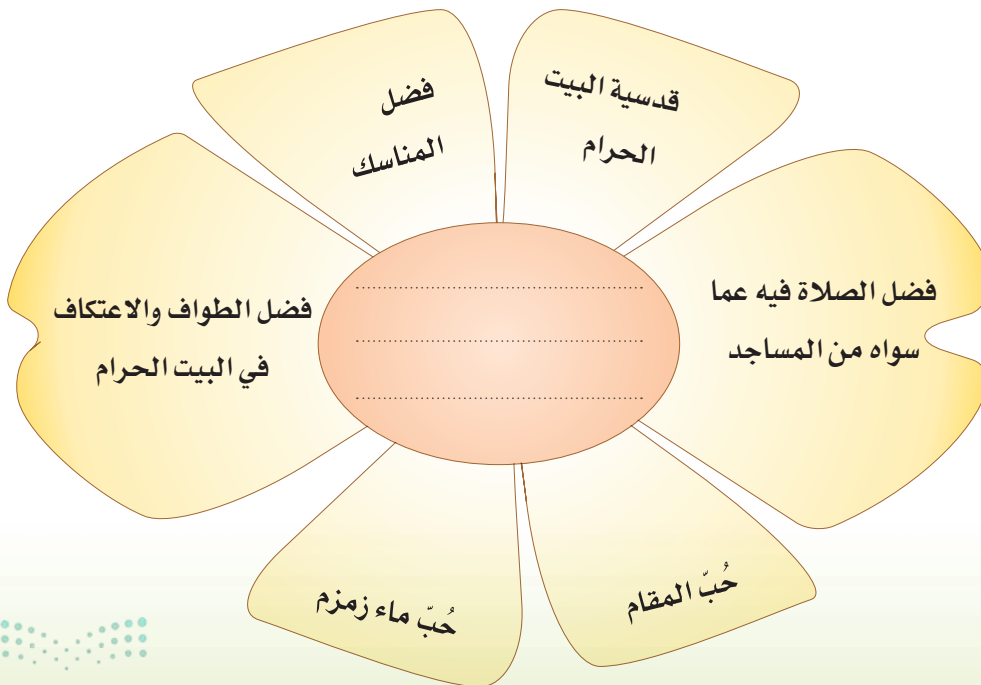 قدسية البيت
الحرام
فضل
المناسك
فضل الصلاة فيه عما
سواه من المساجد
فضل الطواف والاعتكاف
في البيت الحرام
حُبّ المقام
حُبّ ماء زمزم